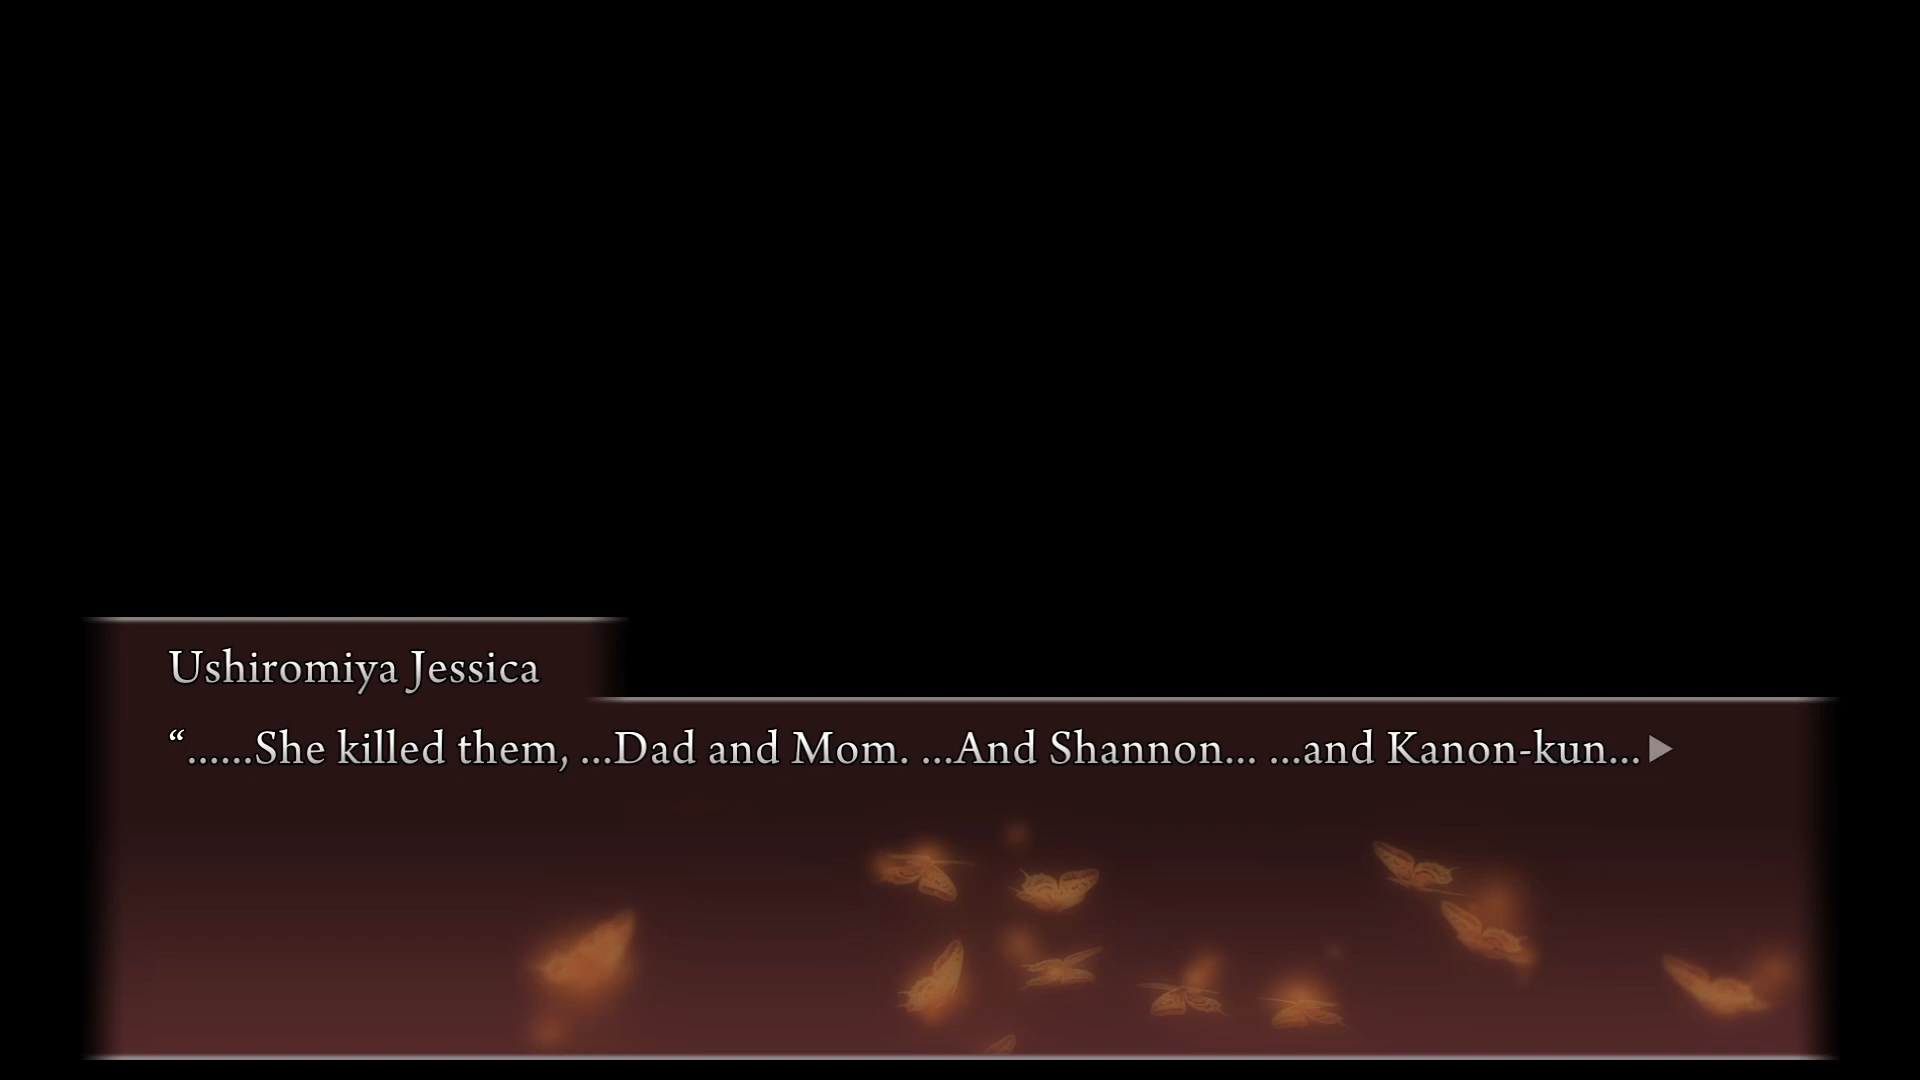 Ushiromiya Jessica
“......She killed them, ...Dad and Mom. ...And Shannon... ...and Kanon-kun...